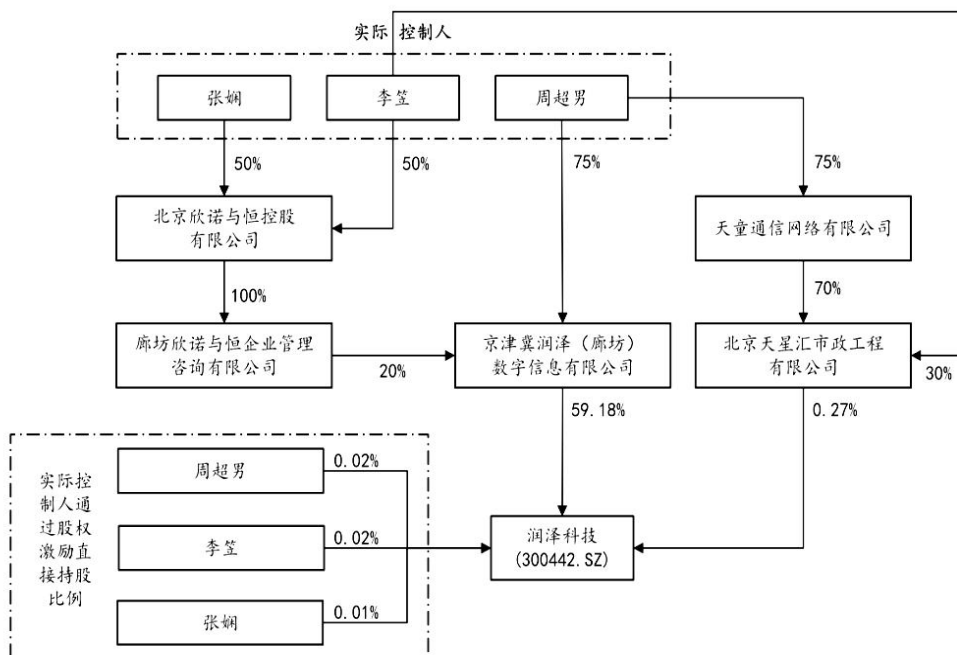 实际 控制人
张娴
李笠
周超男
50%
50%
75%
75%
北京欣诺与恒控股
有限公司
天童通信网络有限公司
100%
70%
廊坊欣诺与恒企业管理
咨询有限公司
20%
京津冀润泽（廊坊）
数字信息有限公司
北京天星汇市政工程
有限公司
30%
59.18%
0.27%
实际控
制人通
过股权
激励直
接持股
比例
周超男
0.02%
李笠
0.02%
张娴
0.01%
润泽科技
(300442.SZ)